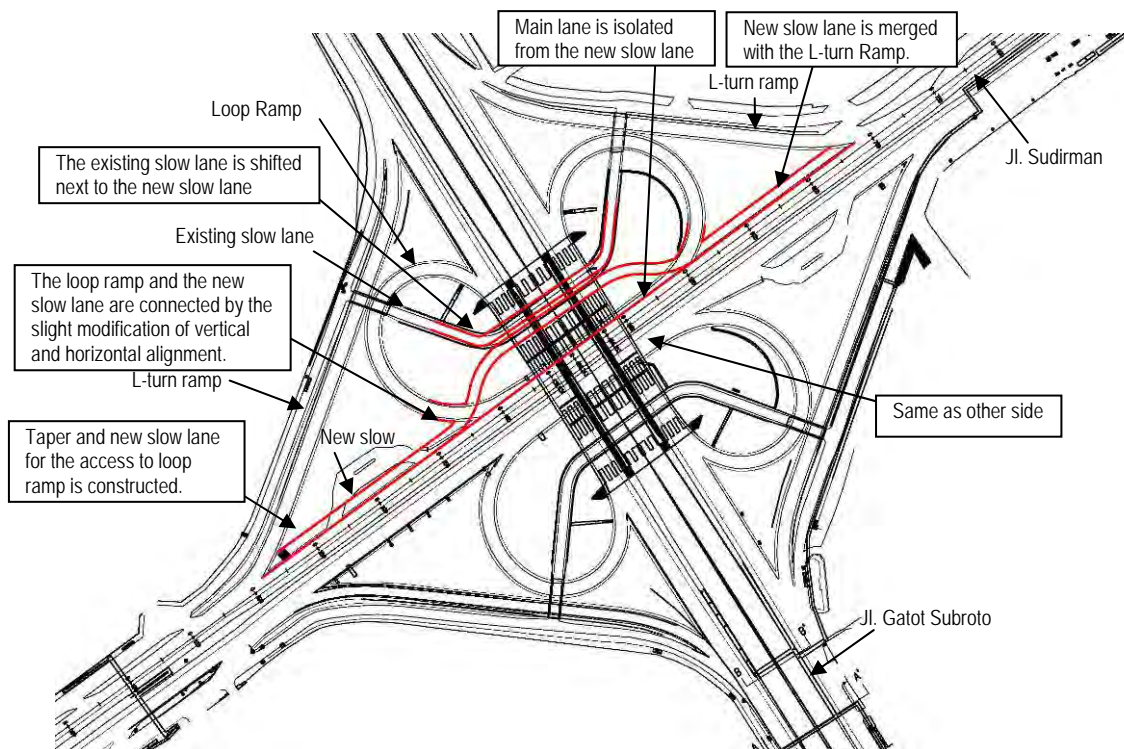 Main lane is isolated
from the new slow lane
New slow lane is merged
with the L-turn Ramp.
L-turn ramp
Loop Ramp
Jl. Sudirman
The existing slow lane is shifted
next to the new slow lane
Existing slow lane
The loop ramp and the new
slow lane are connected by the
slight modification of vertical
and horizontal alignment.
L-turn ramp
Same as other side
Taper and new slow lane
for the access to loop
ramp is constructed.
New slow
Jl. Gatot Subroto
B'
B
A'